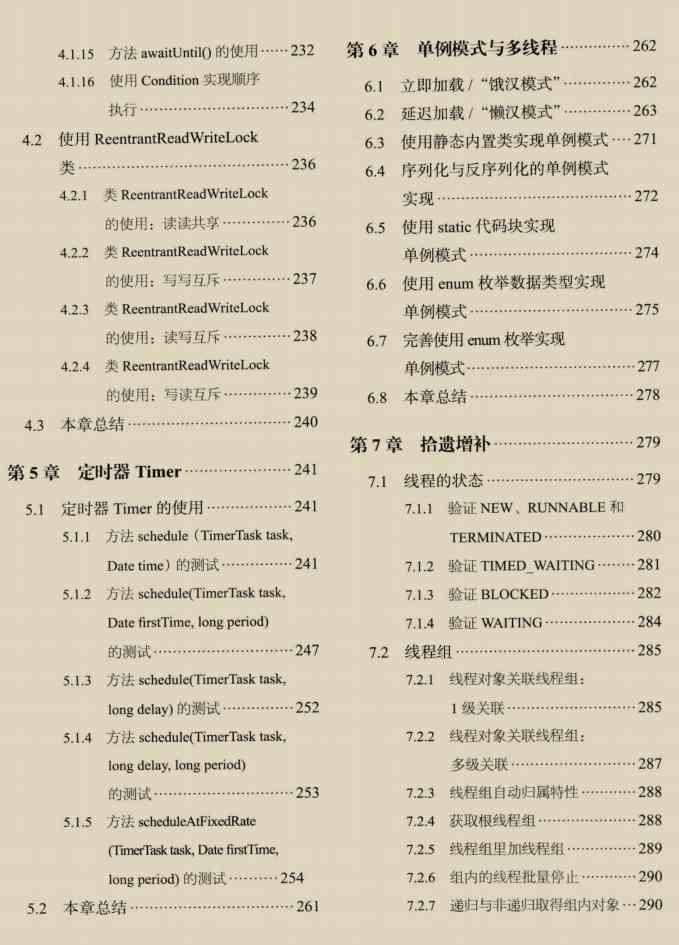 4.1.15 方法 awaitUntil() 的使用……232
4.1.16 使用 Condition 实现顺序
执行……234
4.2 使用 ReentrantReadWriteLock
类……236
4.2.1 类 ReentrantReadWriteLock
的使用：读读共享……236
4.2.2 类 ReentrantReadWriteLock
的使用：写写互斥……237
4.2.3 类 ReentrantReadWriteLock
的使用：读写互斥……238
4.2.4 类 ReentrantReadWriteLock
的使用：写读互斥……239
4.3 本章总结……240
第 5 章 定时器 Timer……241
5.1 定时器 Timer 的使用……241
5.1.1 方法 schedule（TimerTask task,
Date time）的测试……241
5.1.2 方法 schedule(TimerTask task,
Date firstTime, long period)
的测试……247
5.1.3 方法 schedule(TimerTask task,
long delay) 的测试……252
5.1.4 方法 schedule(TimerTask task,
long delay, long period)
的测试……253
5.1.5 方法 scheduleAtFixedRate
(TimerTask task, Date firstTime,
long period) 的测试……254
5.2 本章总结……261
第 6 章 单例模式与多线程……262
6.1 立即加载 / “饿汉模式”……262
6.2 延迟加载 / “懒汉模式”……263
6.3 使用静态内置类实现单例模式……271
6.4 序列化与反序列化的单例模式
实现……272
6.5 使用 static 代码块实现
单例模式……274
6.6 使用 enum 枚举数据类型实现
单例模式……275
6.7 完善使用 enum 枚举实现
单例模式……277
6.8 本章总结……278
第 7 章 拾遗增补……279
7.1 线程的状态……279
7.1.1 验证 NEW、RUNNABLE 和
TERMINATED……280
7.1.2 验证 TIMED_WAITING……281
7.1.3 验证 BLOCKED……282
7.1.4 验证 WAITING……284
7.2 线程组……285
7.2.1 线程对象关联线程组：
1 级关联……285
7.2.2 线程对象关联线程组：
多级关联……287
7.2.3 线程组自动归属特性……288
7.2.4 获取根线程组……288
7.2.5 线程组里加线程组……289
7.2.6 组内的线程批量停止……290
7.2.7 递归与非递归取得组内对象……290